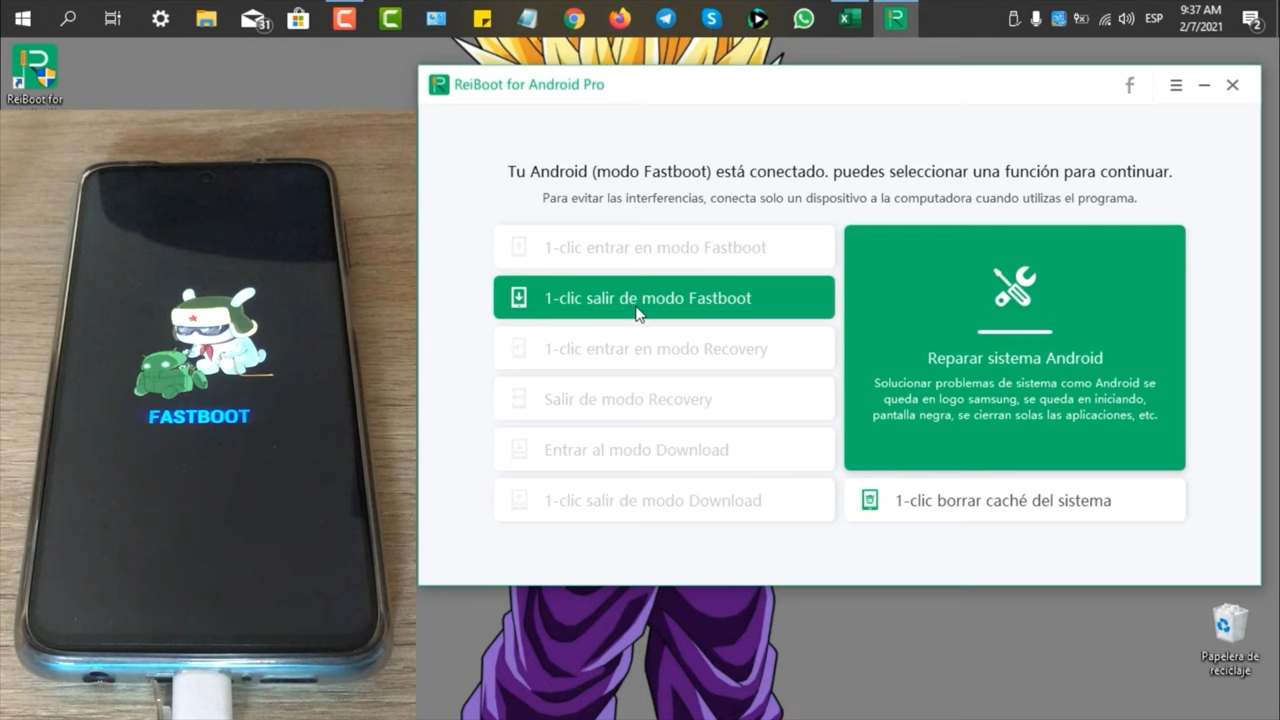 31
ESP
9:37 AM
2/7/2021
2
ReiBoot for
ReiBoot for Android Pro
Tu Android (modo Fastboot) está conectado. puedes seleccionar una función para continuar.
Para evitar las interferencias, conecta solo un dispositivo a la computadora cuando utilizas el programa.
1-clic entrar en modo Fastboot
1-clic salir de modo Fastboot
1-clic entrar en modo Recovery
Salir de modo Recovery
Entrar al modo Download
1-clic salir de modo Download
Reparar sistema Android
Solucionar problemas de sistema como Android se
queda en logo samsung, se queda en iniciando,
pantalla negra, se cierran solas las aplicaciones, etc.
1-clic borrar caché del sistema
FASTBOOT
Papelera de
reciclaje